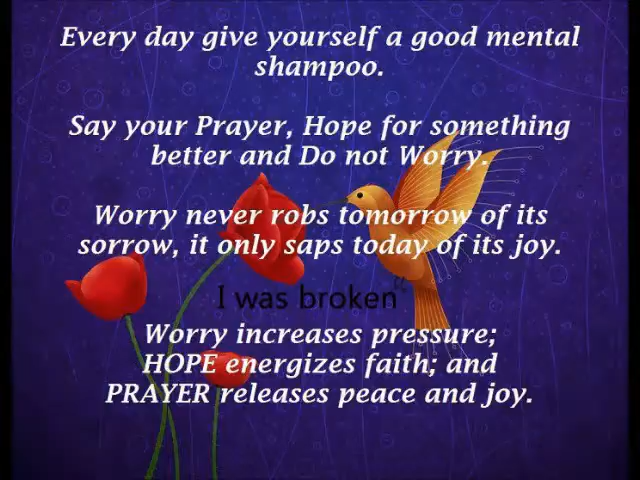 Every day give yourself a good mental
shampoo.
Say your Prayer, Hope for something
better and Do not Worry.
Worry never robs tomorrow of its
sorrow, it only saps today of its joy.
I was broken
Worry increases pressure;
HOPE energizes faith; and
PRAYER releases peace and joy.